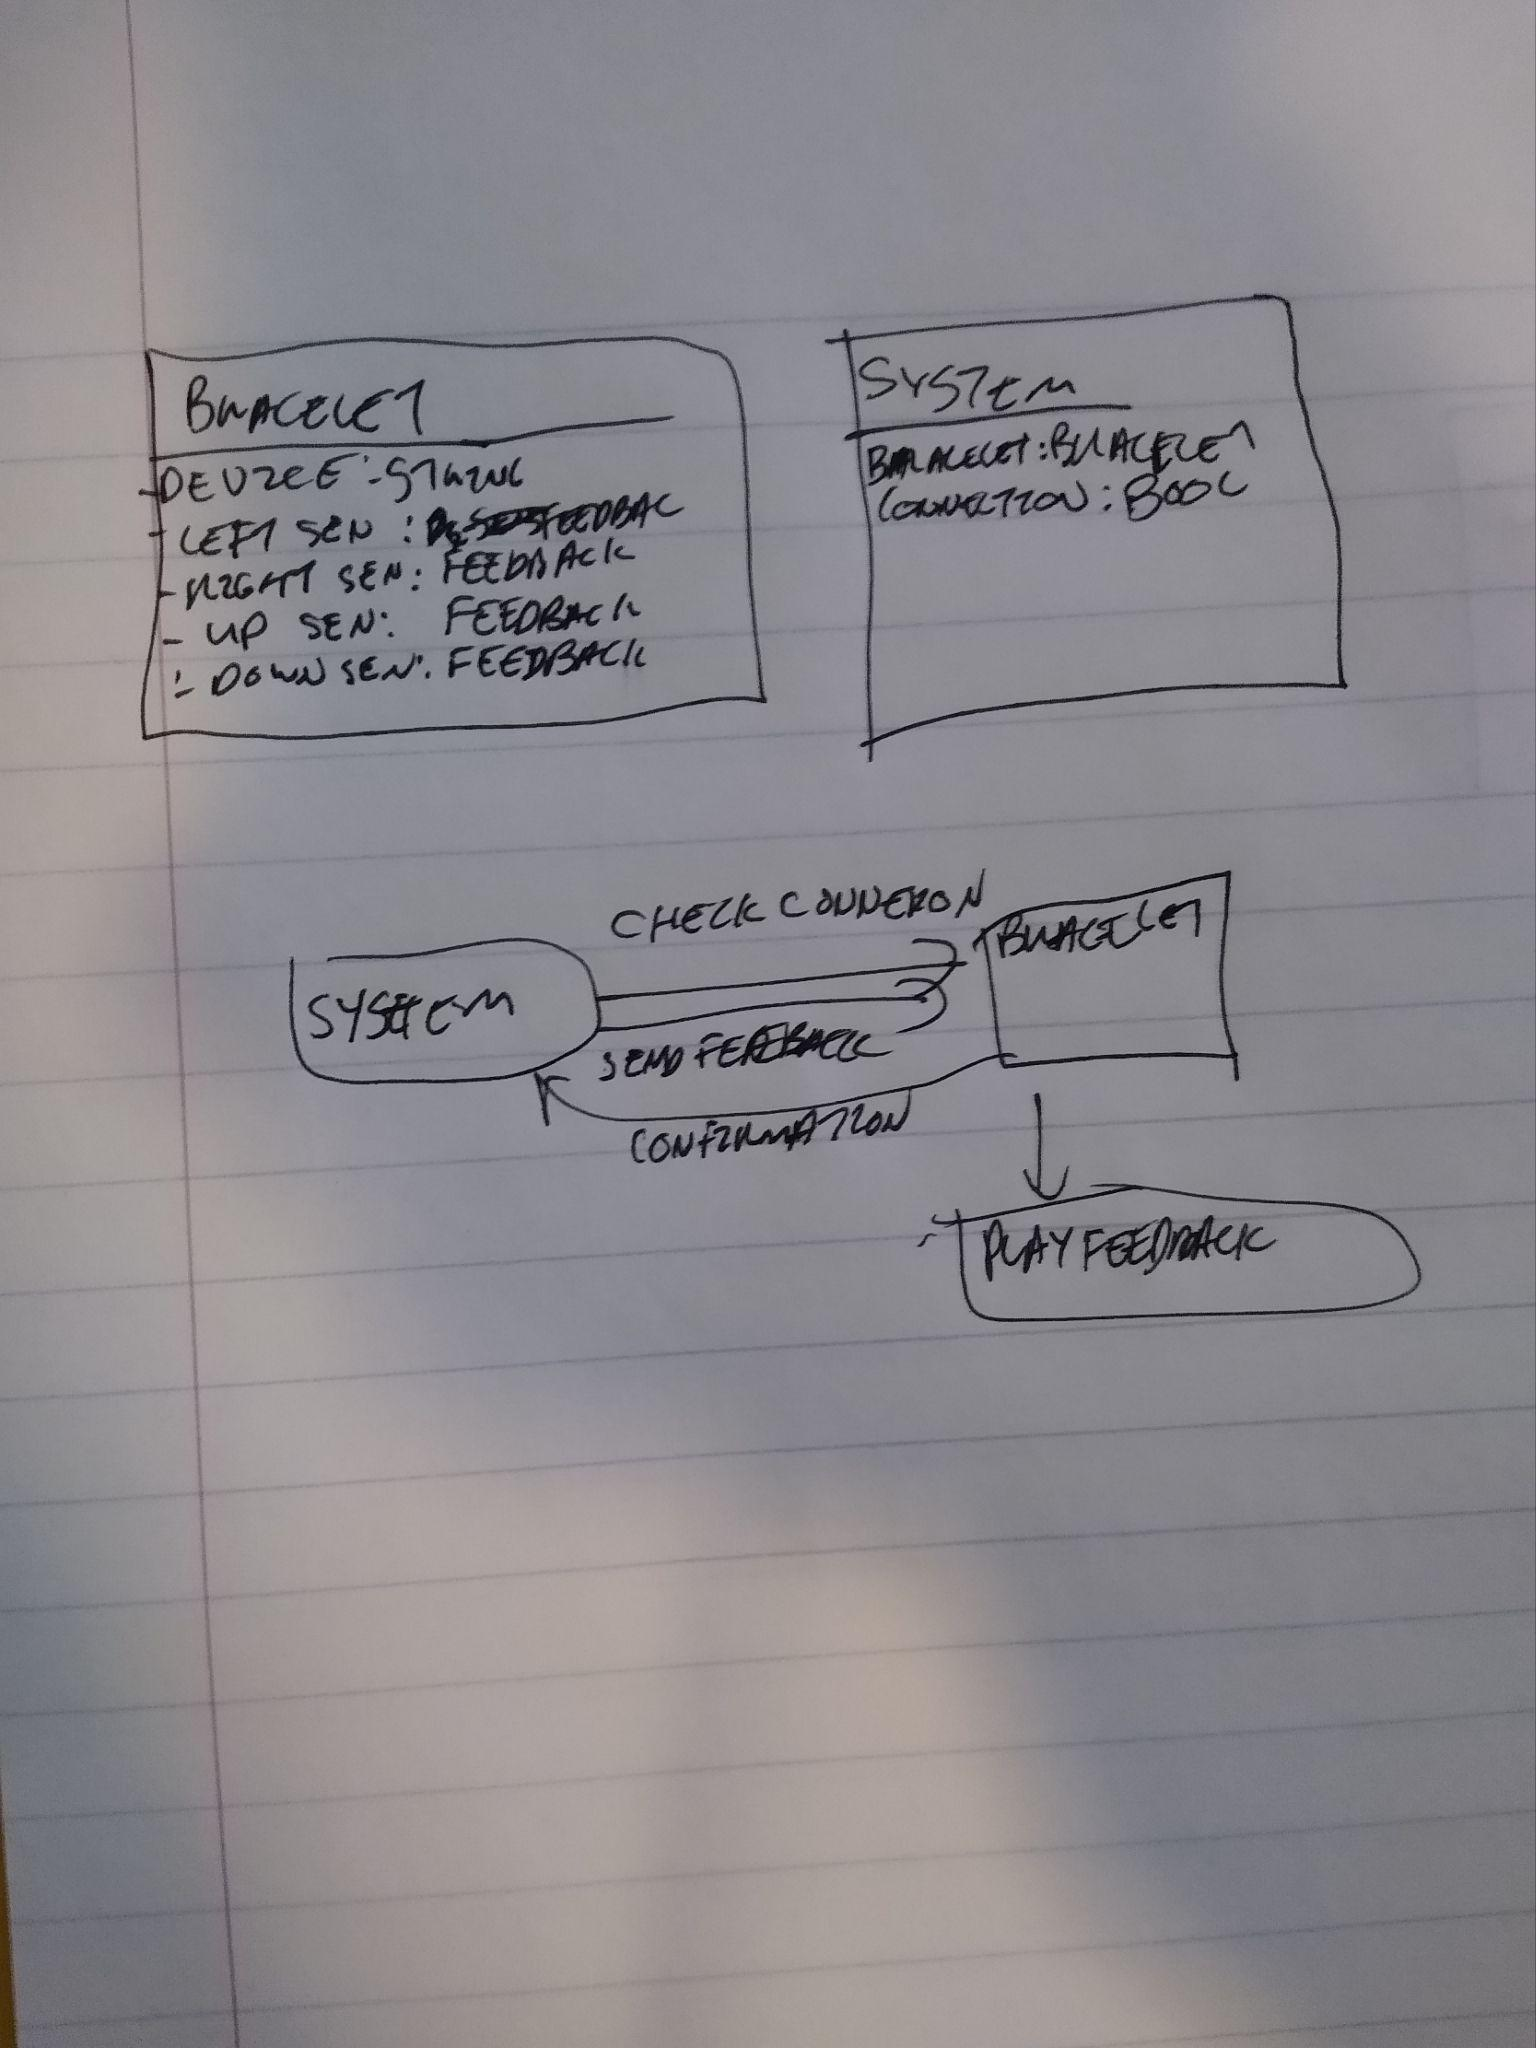 BRACELET
-DEVICE:STRING
- LEFT SEN : FEEDBAC
- RIGHT SEN: FEEDBACK
- UP SEN: FEEDBACK
- DOWN SEN: FEEDBACK
SYSTEM
BRACELET:BRACELET
CONNECTION:BOOL
CHECK CONNERON
SYSTEM
BRACELET
SEND FEEDBACK
CONFIRMATION
PLAY FEEDBACK